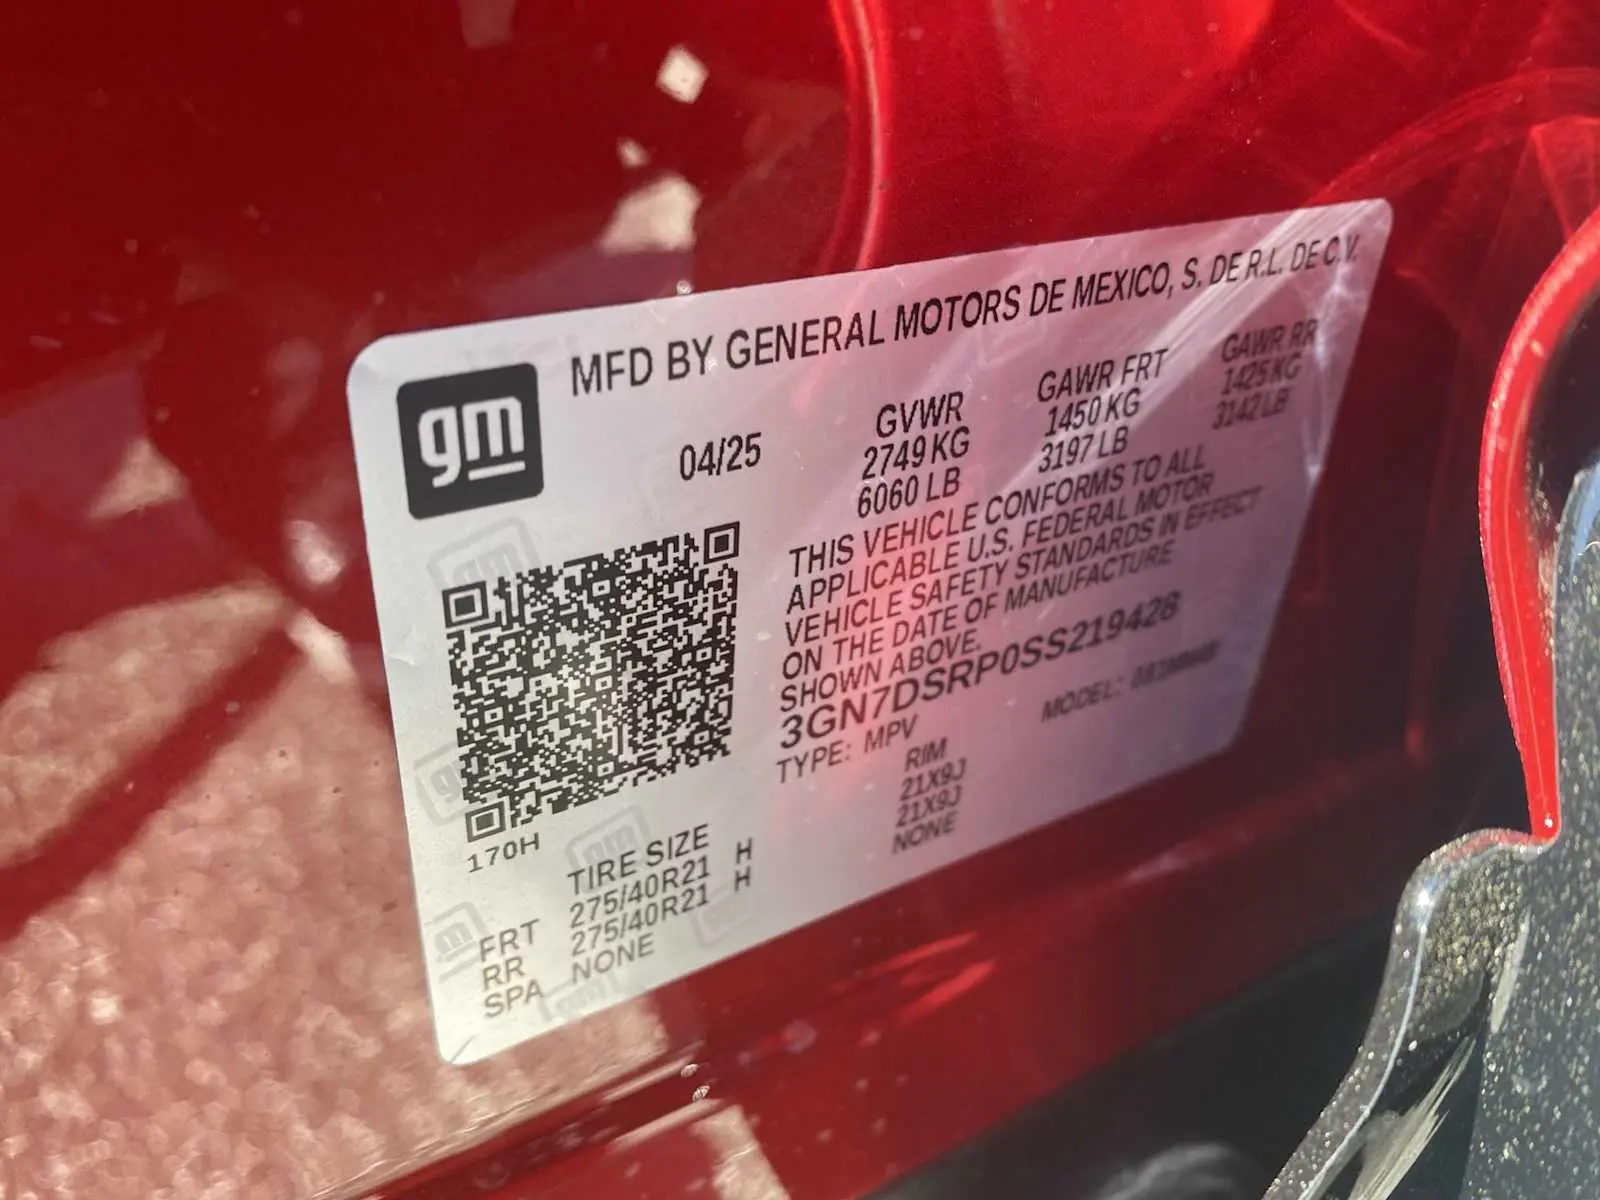 MFD BY GENERAL MOTORS DE MEXICO, S. DE R.L. DE C.V.
gm
04/25
GVWR
2749 KG
6060 LB
GAWR FRT
1450 KG
3197 LB
GAWR RR
1425 KG
3142 LB
THIS VEHICLE CONFORMS TO ALL
APPLICABLE U.S. FEDERAL MOTOR
VEHICLE SAFETY STANDARDS IN EFFECT
ON THE DATE OF MANUFACTURE
SHOWN ABOVE.
3GN7DSRP0SS219428
TYPE: MPV
MODEL:
170H
TIRE SIZE RIM
FRT 275/40R21 H 21X9J
RR 275/40R21 H 21X9J
SPA NONE NONE